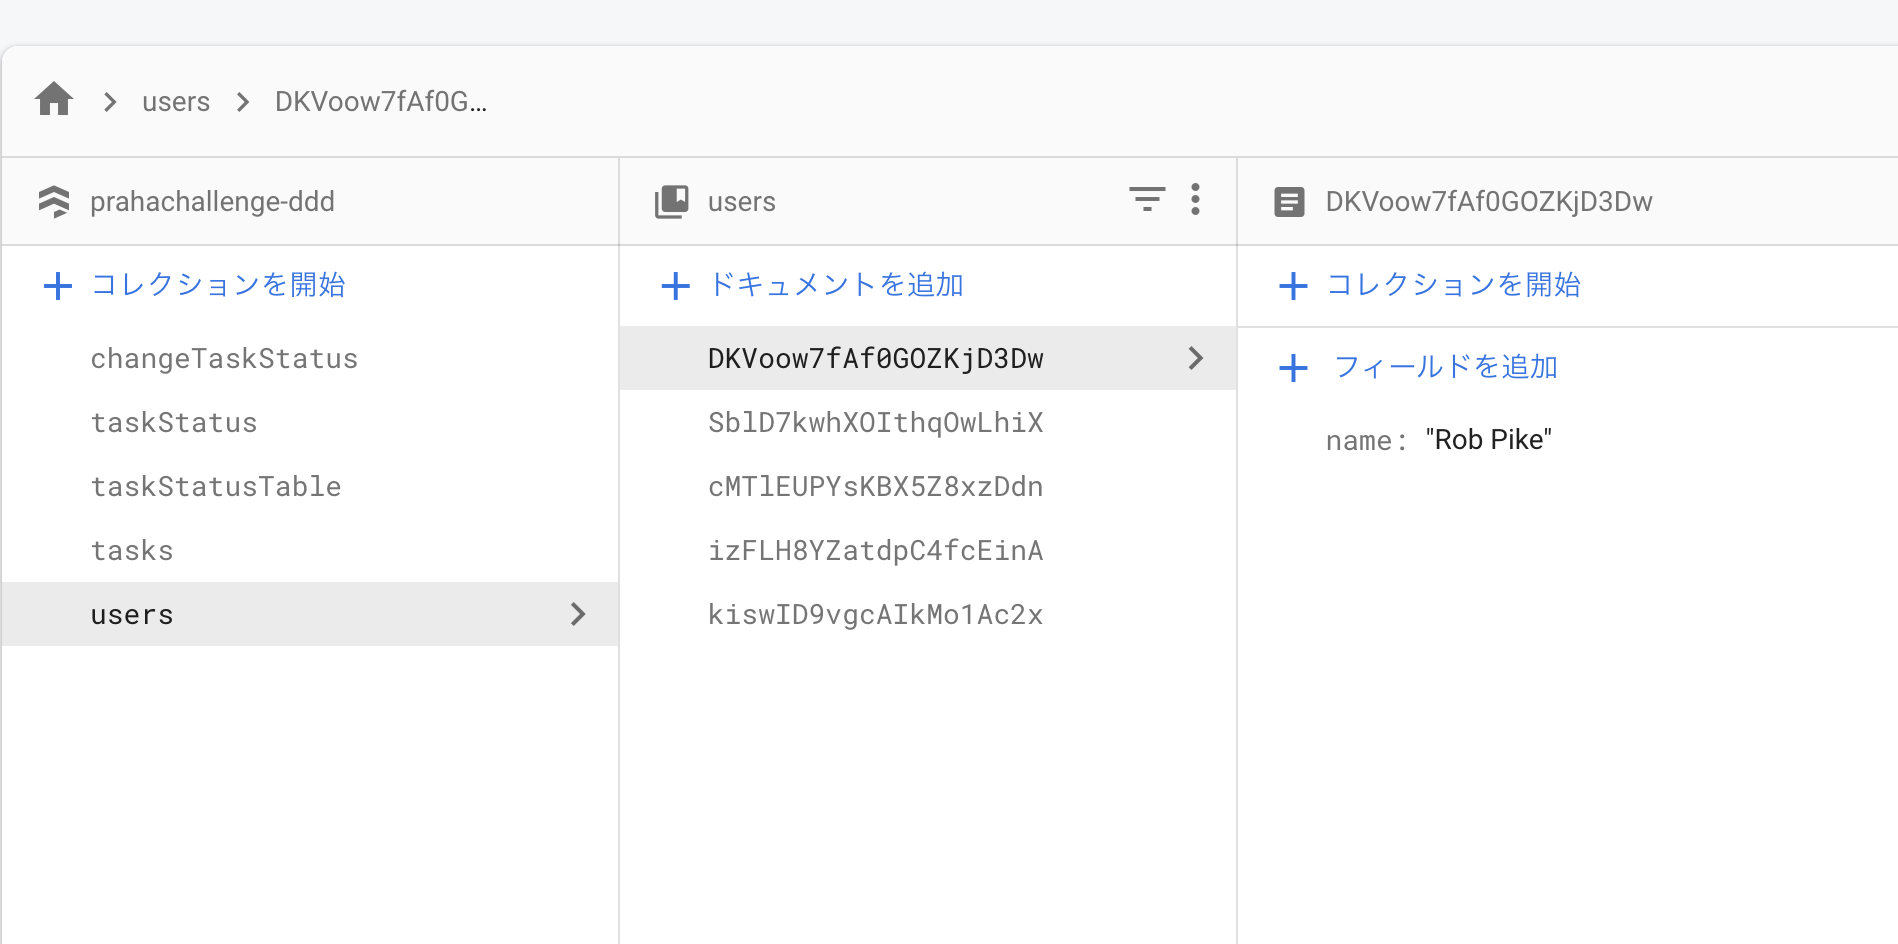 users
DKVoow7fAf0G...
prahachallenge-ddd
コレクションを開始
changeTaskStatus
taskStatus
taskStatusTable
tasks
users
users
ドキュメントを追加
DKVoow7fAf0GOZKjD3Dw
SblD7kwhXOIthqOwLhiX
cMTlEUPYsKBX5Z8xzDdn
izFLH8YZatdpC4fcEinA
kiswID9vgcAIkMo1Ac2x
DKVoow7fAf0GOZKjD3Dw
コレクションを開始
フィールドを追加
name: "Rob Pike"